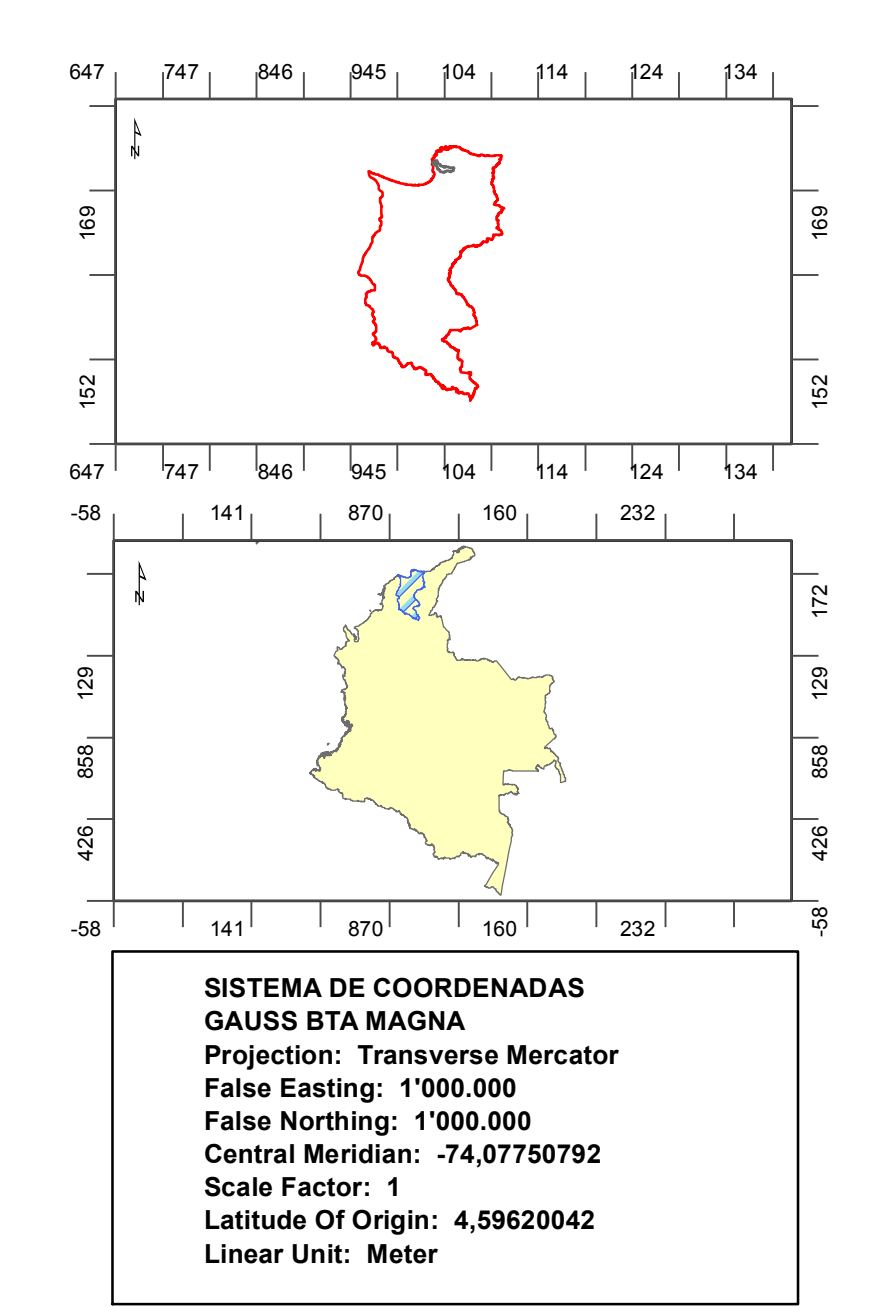 647 747 846 945 104 114 124 134
N
169 169
152 152
647 747 846 945 104 114 124 134
-58 141 870 160 232
N
172
129 129
858 858
426 426
-58
-58 141 870 160 232
SISTEMA DE COORDENADAS
GAUSS BTA MAGNA
Projection: Transverse Mercator
False Easting: 1'000.000
False Northing: 1'000.000
Central Meridian: -74,07750792
Scale Factor: 1
Latitude Of Origin: 4,59620042
Linear Unit: Meter